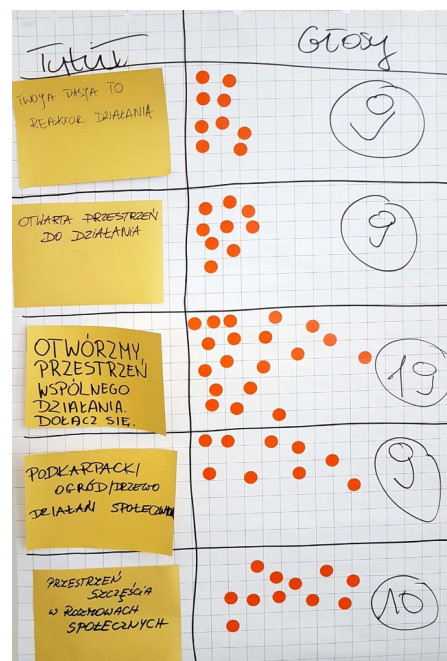 Tytuł
Głosy
TWOJA PASJA TO
REAKTOR DZIAŁANIA
9
OTWARTA PRZESTRZEŃ
DO DZIAŁANIA
9
OTWÓRZMY
PRZESTRZEŃ
WSPÓLNEGO
DZIAŁANIA.
DOŁĄCZ SIĘ.
19
PODKARPACKI
OGRÓD/DRZEWO
DZIAŁAŃ SPOŁECZNYCH
9
PRZESTRZEŃ
SZCZĘŚCIA
W ROZMOWACH
SPOŁECZNYCH
10